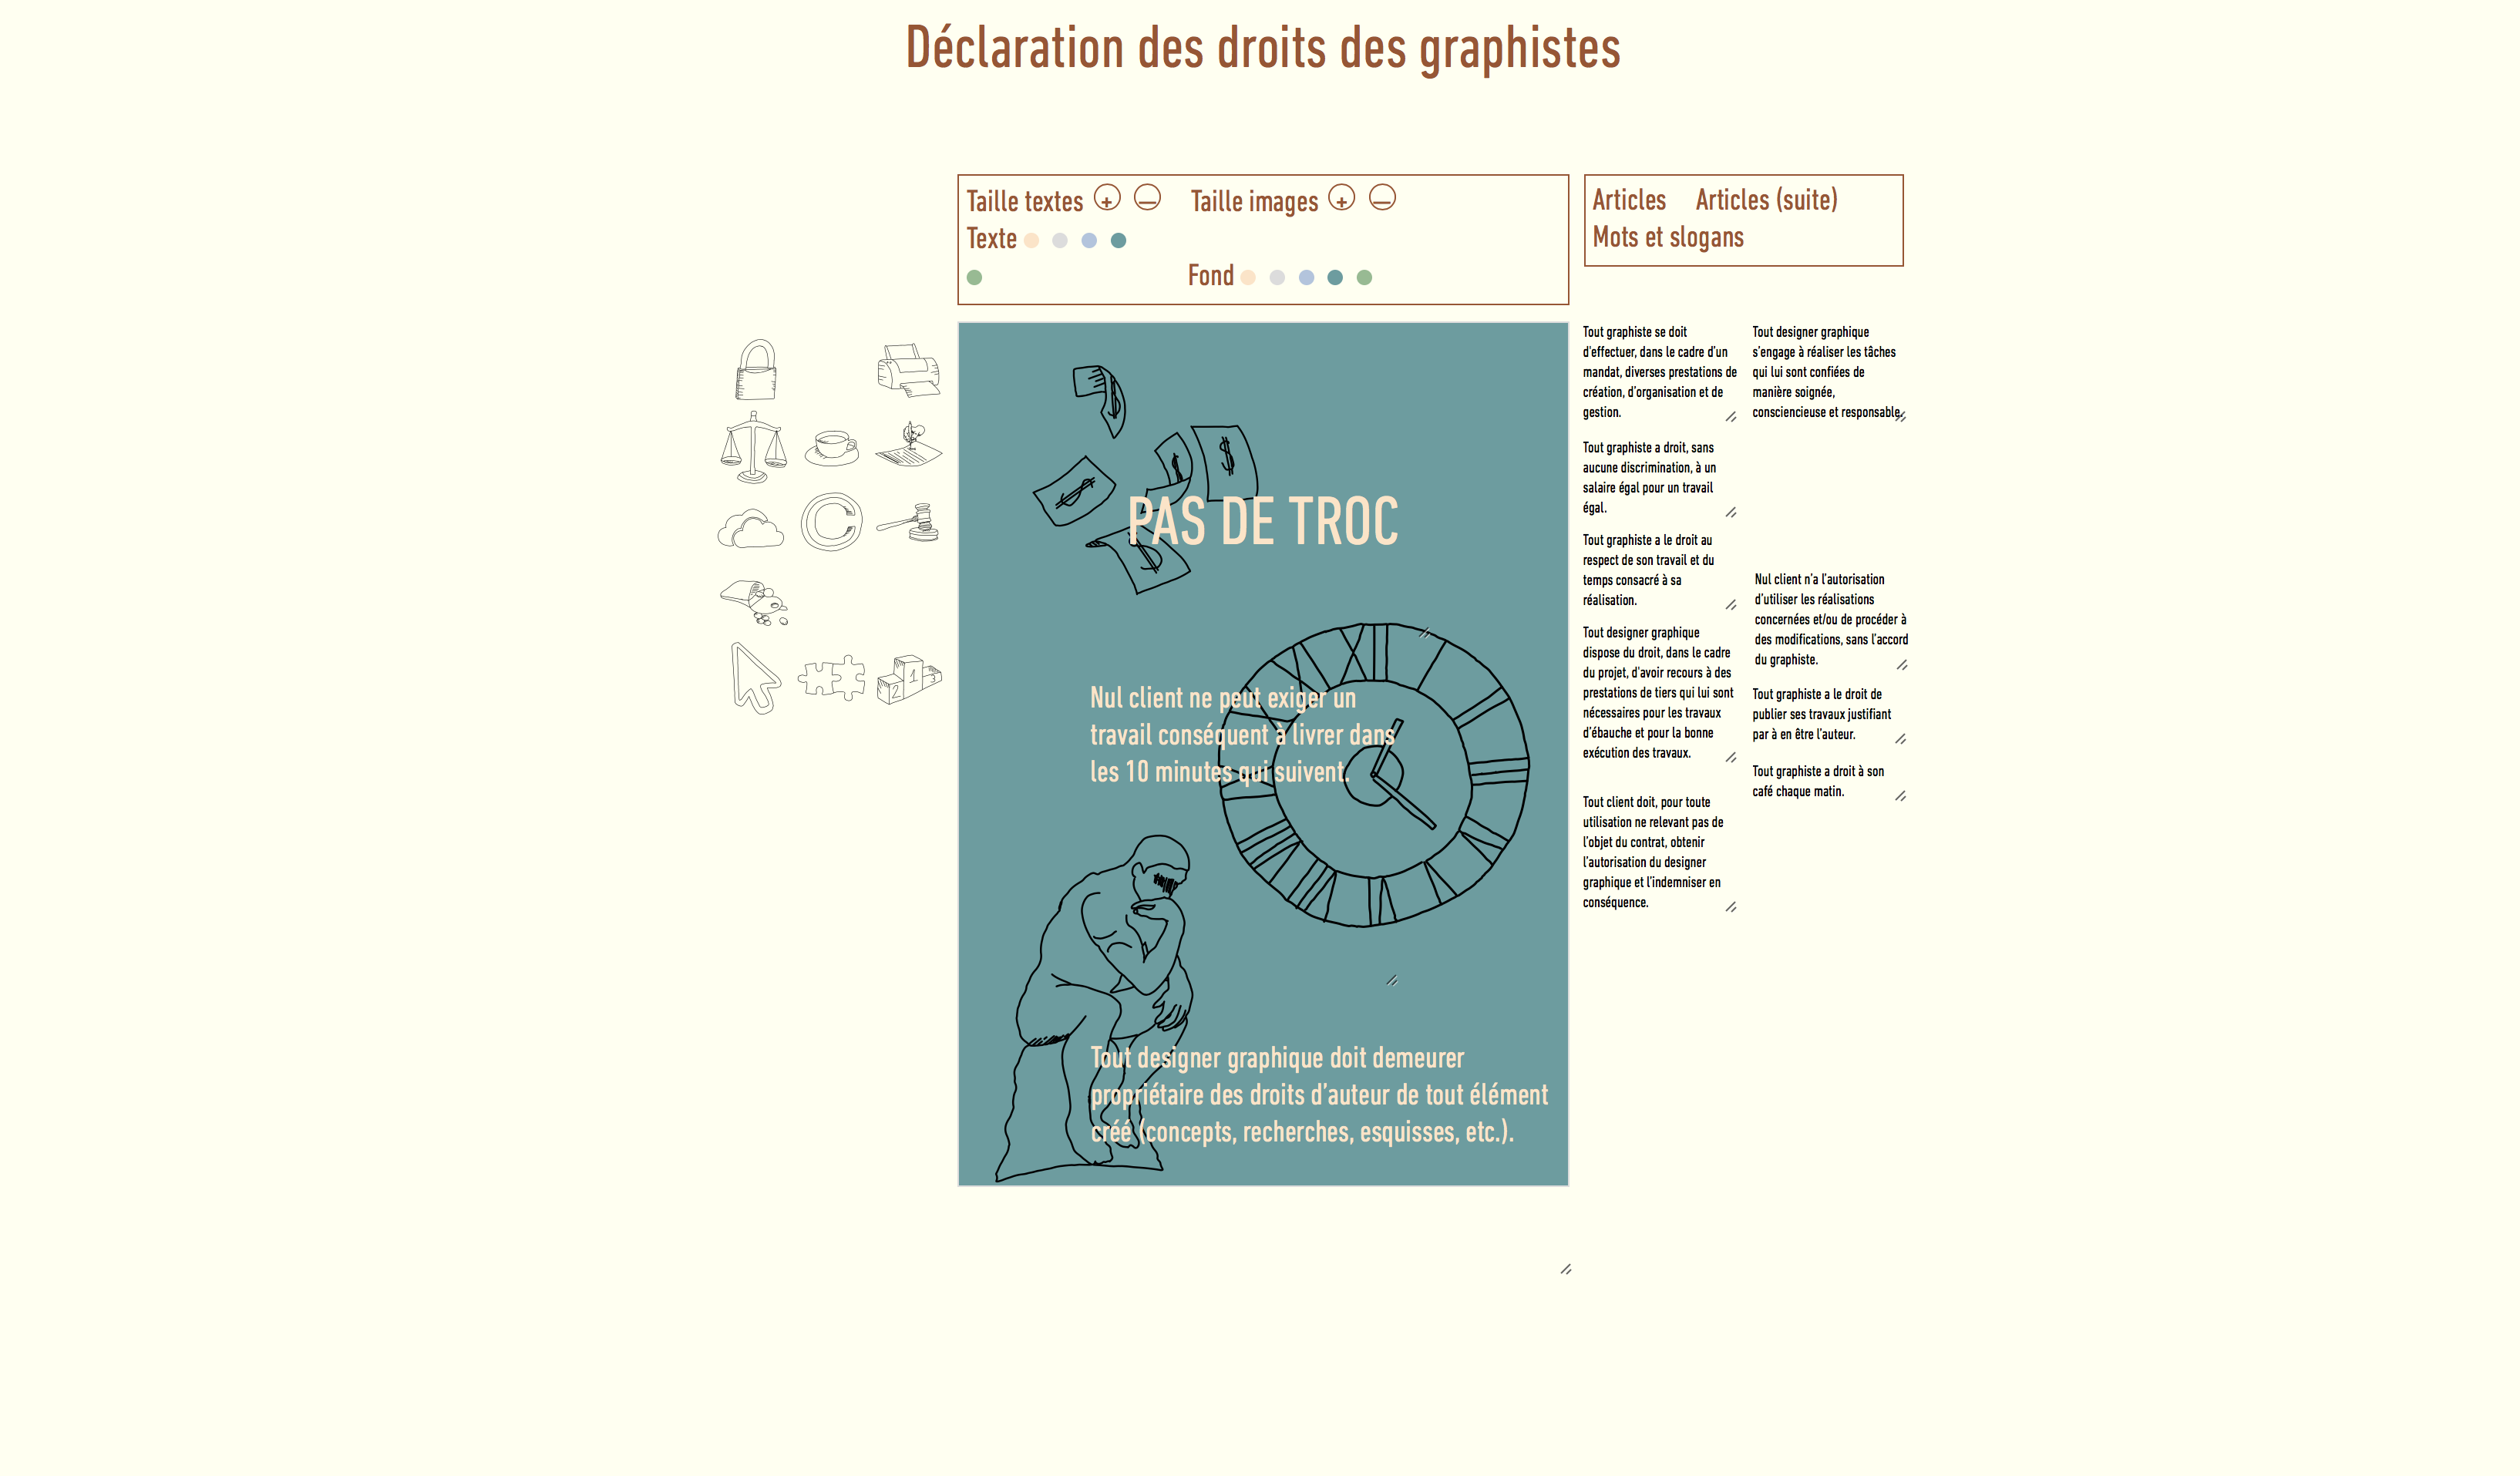 Déclaration des droits des graphistes
Taille textes + – Taille images + –
Texte
Fond
Articles Articles (suite)
Mots et slogans
1
2
3
$
$
$
PAS DE TROC
Nul client ne peut exiger un
travail conséquent à livrer dans
les 10 minutes qui suivent.
Tout designer graphique doit demeurer
propriétaire des droits d’auteur de tout élément
créé (concepts, recherches, esquisses, etc.).
Tout graphiste se doit
d'effectuer, dans le cadre d’un
mandat, diverses prestations de
création, d’organisation et de
gestion.
Tout graphiste a droit, sans
aucune discrimination, à un
salaire égal pour un travail
égal.
Tout graphiste a le droit au
respect de son travail et du
temps consacré à sa
réalisation.
Tout designer graphique
dispose du droit, dans le cadre
du projet, d'avoir recours à des
prestations de tiers qui lui sont
nécessaires pour les travaux
d’ébauche et pour la bonne
exécution des travaux.
Tout client doit, pour toute
utilisation ne relevant pas de
l’objet du contrat, obtenir
l’autorisation du designer
graphique et l’indemniser en
conséquence.
Tout designer graphique
s’engage à réaliser les tâches
qui lui sont confiées de
manière soignée,
consciencieuse et responsable.
Nul client n’a l’autorisation
d’utiliser les réalisations
concernées et/ou de procéder à
des modifications, sans l’accord
du graphiste.
Tout graphiste a le droit de
publier ses travaux justifiant
par à en être l’auteur.
Tout graphiste a droit à son
café chaque matin.